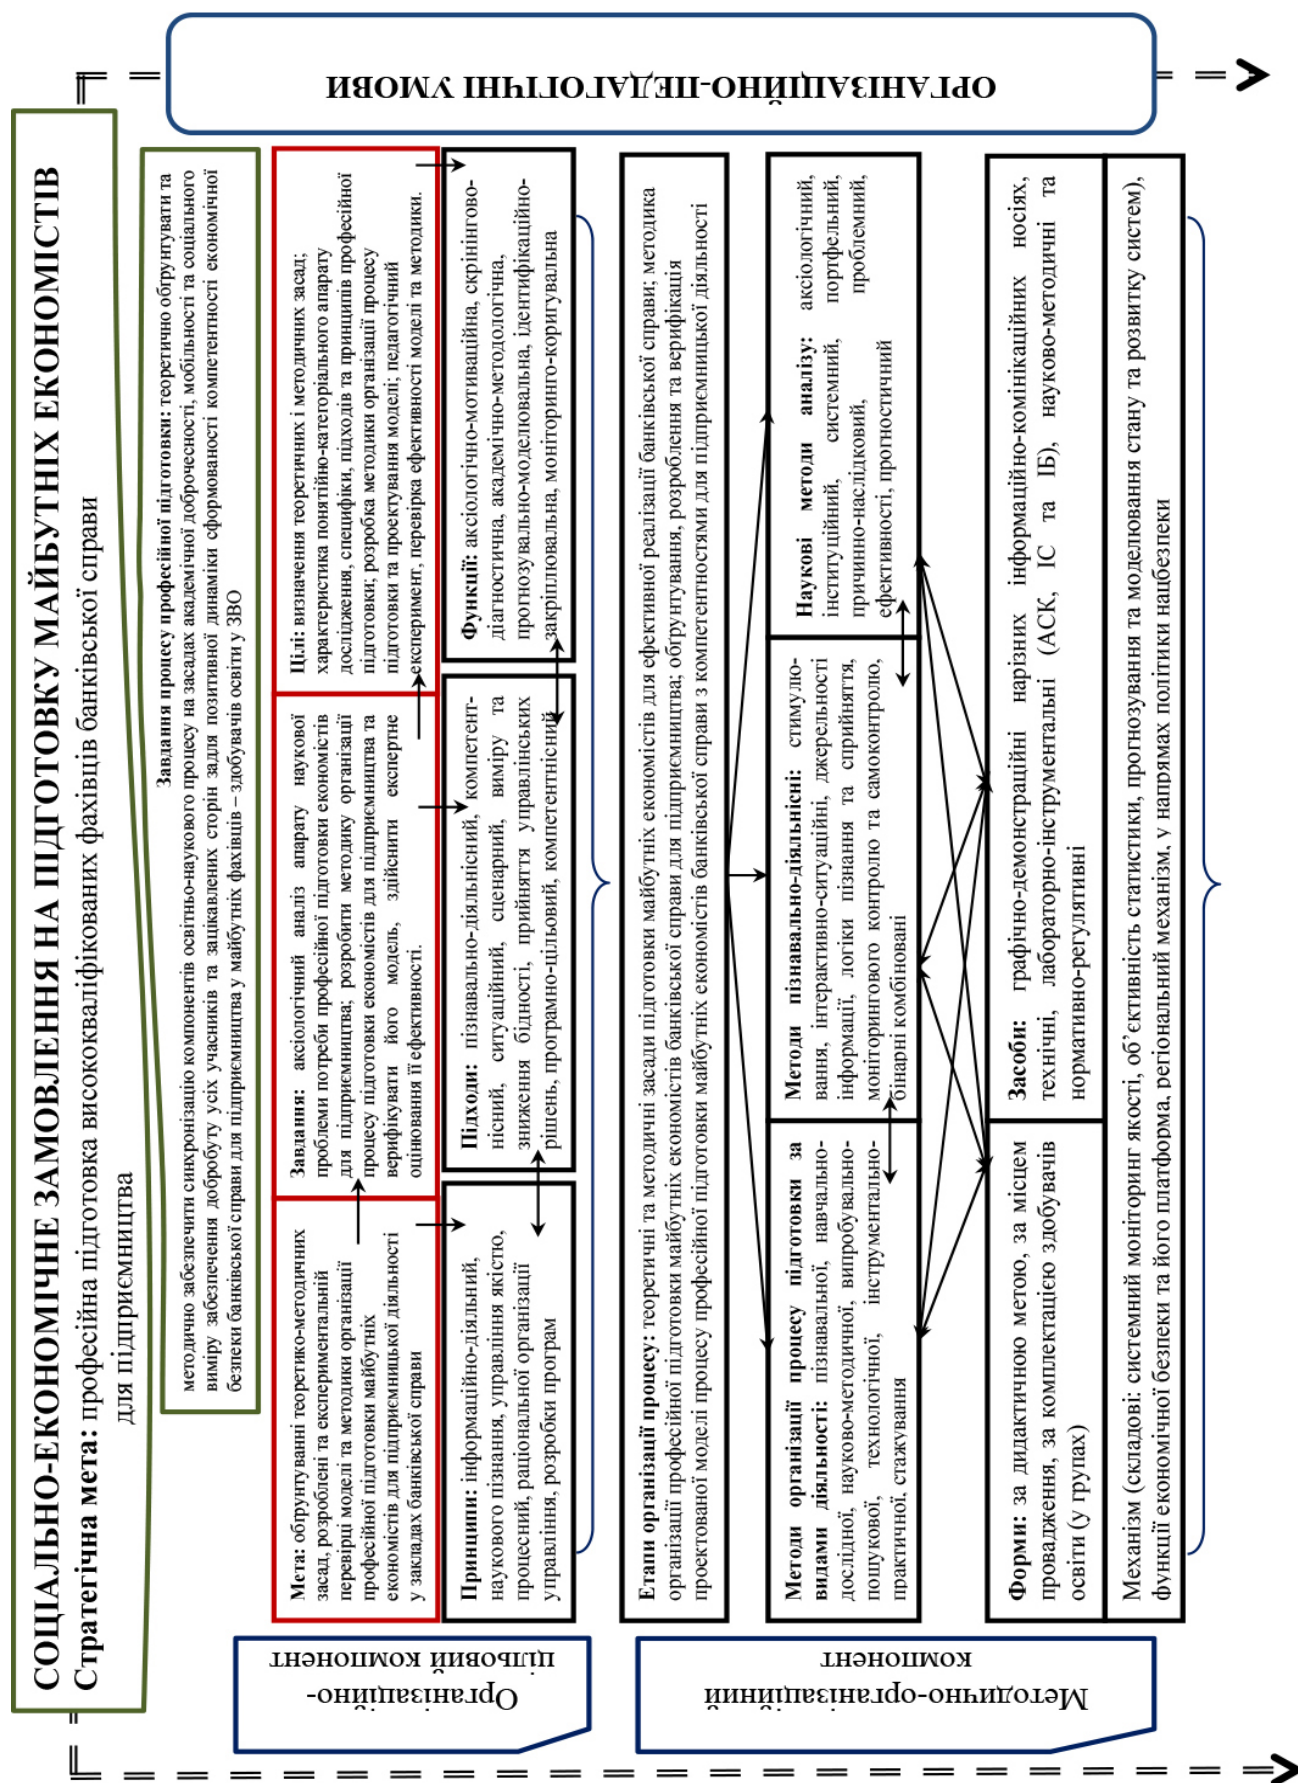 СОЦІАЛЬНО-ЕКОНОМІЧНЕ ЗАМОВЛЕННЯ НА ПІДГОТОВКУ МАЙБУТНІХ ЕКОНОМІСТІВ
Стратегічна мета: професійна підготовка висококваліфікованих фахівців банківської справи
для підприємництва
Завдання процесу професійної підготовки: теоретично обґрунтувати та
методично забезпечити синхронізацію компонентів освітньо-наукового процесу на засадах академічної доброчесності, мобільності та соціального
виміру забезпечення добробуту усіх учасників та зацікавлених сторін задля позитивної динаміки сформованості компетентності економічної
безпеки банківської справи для підприємництва у майбутніх фахівців – здобувачів освіти у ЗВО
Організаційно-
цільовий компонент
Мета: обґрунтуванні теоретико-методичних
засад, розроблені та експериментальній
перевірці моделі та методики організації
професійної підготовки майбутніх
економістів для підприємницької діяльності
у закладах банківської справи
Завдання: аксіологічний аналіз апарату наукової
проблеми потреби професійної підготовки економістів
для підприємництва; розробити методику організації
процесу підготовки економістів для підприємництва та
верифікувати його модель, здійснити експертне
оцінювання її ефективності.
Цілі: визначення теоретичних і методичних засад;
характеристика понятійно-категоріального апарату
дослідження, специфіки, підходів та принципів професійної
підготовки; розробка методики організації процесу
підготовки та проектування моделі; педагогічний
експеримент, перевірка ефективності моделі та методики.
Принципи: інформаційно-діяльний,
наукового пізнання, управління якістю,
процесний, раціональної організації
управління, розробки програм
Підходи: пізнавально-діяльнісний, компетент-
нісний, ситуаційний, сценарний, виміру та
зниження бідності, прийняття управлінських
рішень, програмно-цільовий, компетентнісний
Функції: аксіологічно-мотиваційна, скринінгово-
діагностична, академічно-методологічна,
прогнозувально-моделювальна, ідентифікаційно-
закріплювальна, моніторинго-коригувальна
Методично-організаційний
компонент
Етапи організації процесу: теоретичні та методичні засади підготовки майбутніх економістів для ефективної реалізації банківської справи; методика
організації професійної підготовки майбутніх економістів банківської справи для підприємництва; обґрунтування, розроблення та верифікація
проектованої моделі процесу професійної підготовки майбутніх економістів банківської справи з компетентностями для підприємницької діяльності
Методи організації процесу підготовки за
видами діяльності: пізнавальної, навчально-
дослідної, науково-методичної, випробувально-
пошукової, технологічної, інструментально-
практичної, стажування
Методи пізнавально-діяльнісні: стимулю-
вання, інтерактивно-ситуаційні, джерельності
інформації, логіки пізнання та сприйняття,
моніторингового контролю та самоконтролю,
бінарні комбіновані
Наукові методи аналізу: аксіологічний,
інституційний, системний, портфельний,
причинно-наслідковий, проблемний,
ефективності, прогностичний
Форми: за дидактичною метою, за місцем
провадження, за комплектацією здобувачів
освіти (у групах)
Засоби: графічно-демонстраційні нарізних інформаційно-комінікаційних носіях,
технічні, лабораторно-інструментальні (АСК, ІС та ІБ), науково-методичні та
нормативно-регулятивні
Механізм (складові: системний моніторинг якості, об’єктивність статистики, прогнозування та моделювання стану та розвитку систем),
функції економічної безпеки та його платформа, регіональний механізм, у напрямах політики нацбезпеки
ОРГАНІЗАЦІЙНО-ПЕДАГОГІЧНІ УМОВИ